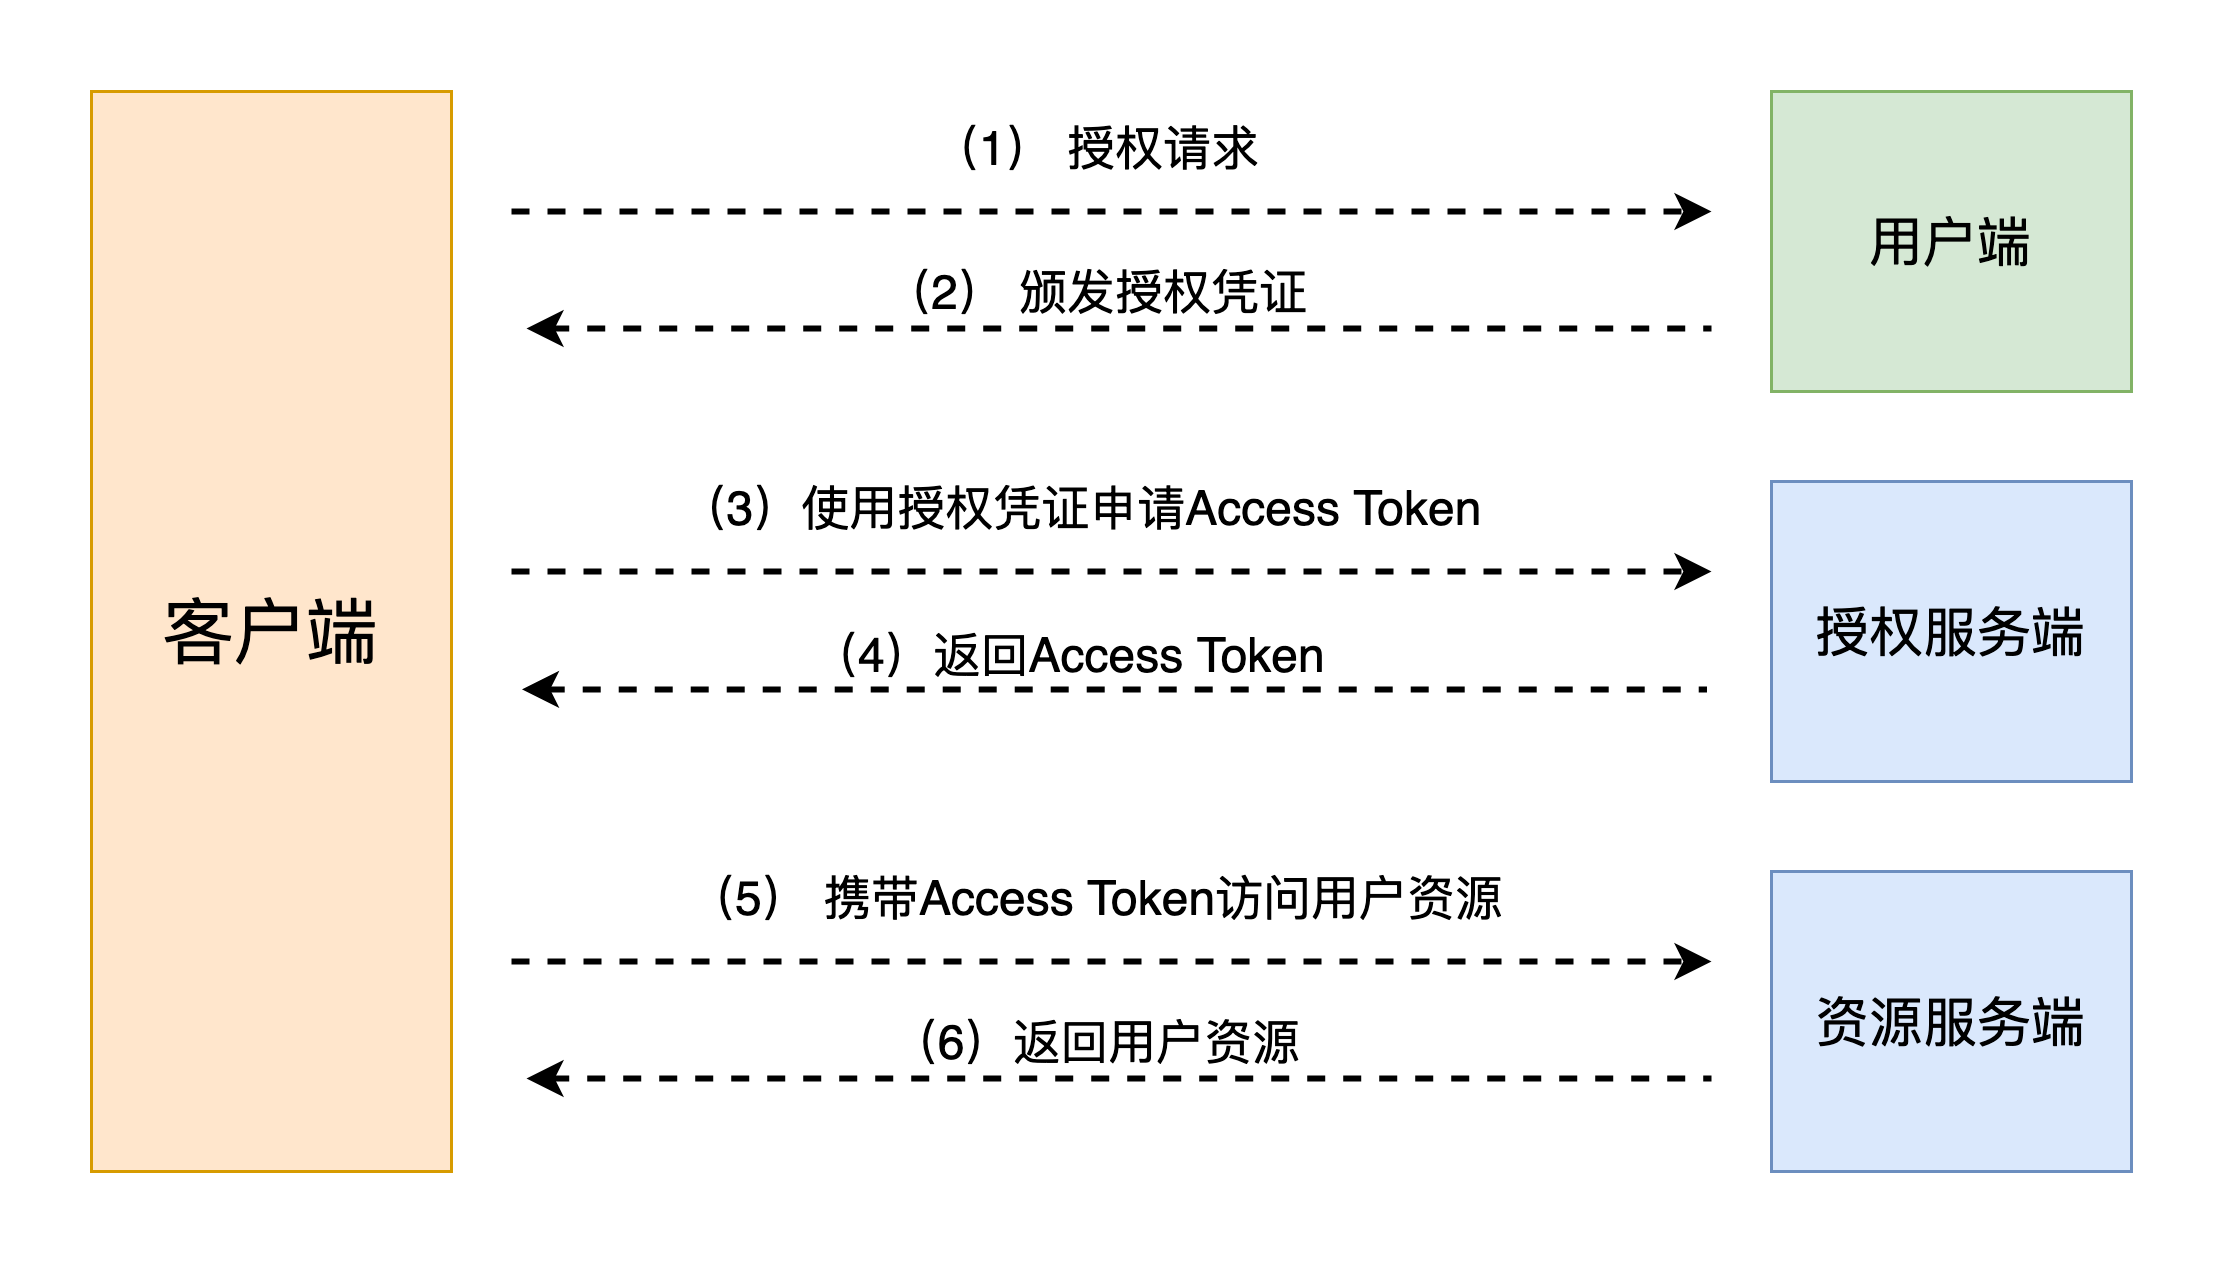 (1) 授权请求
用户端
(2) 颁发授权凭证
(3) 使用授权凭证申请Access Token
客户端
授权服务端
(4) 返回Access Token
(5) 携带Access Token访问用户资源
资源服务端
(6) 返回用户资源